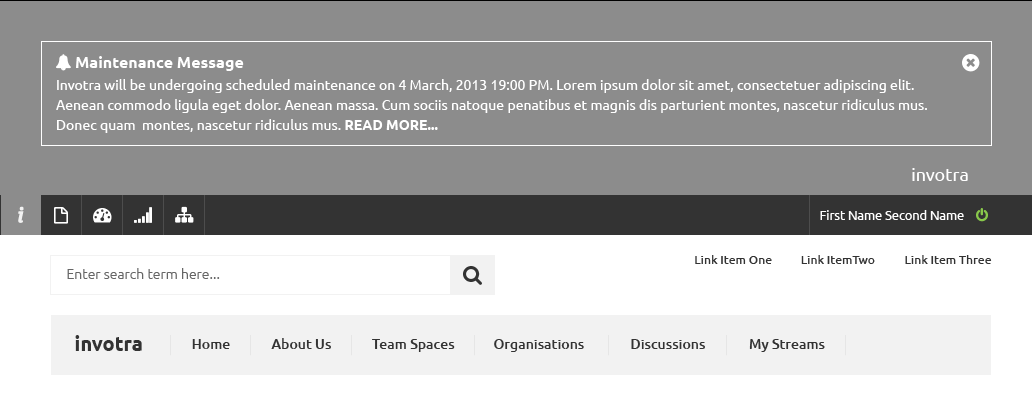 Maintenance Message
Invotra will be undergoing scheduled maintenance on 4 March, 2013 19:00 PM. Lorem ipsum dolor sit amet, consectetuer adipiscing elit.
Aenean commodo ligula eget dolor. Aenean massa. Cum sociis natoque penatibus et magnis dis parturient montes, nascetur ridiculus mus.
Donec quam  montes, nascetur ridiculus mus. READ MORE...
invotra
i First Name Second Name
Enter search term here...
Link Item One Link ItemTwo Link Item Three
invotra Home About Us Team Spaces Organisations Discussions My Streams